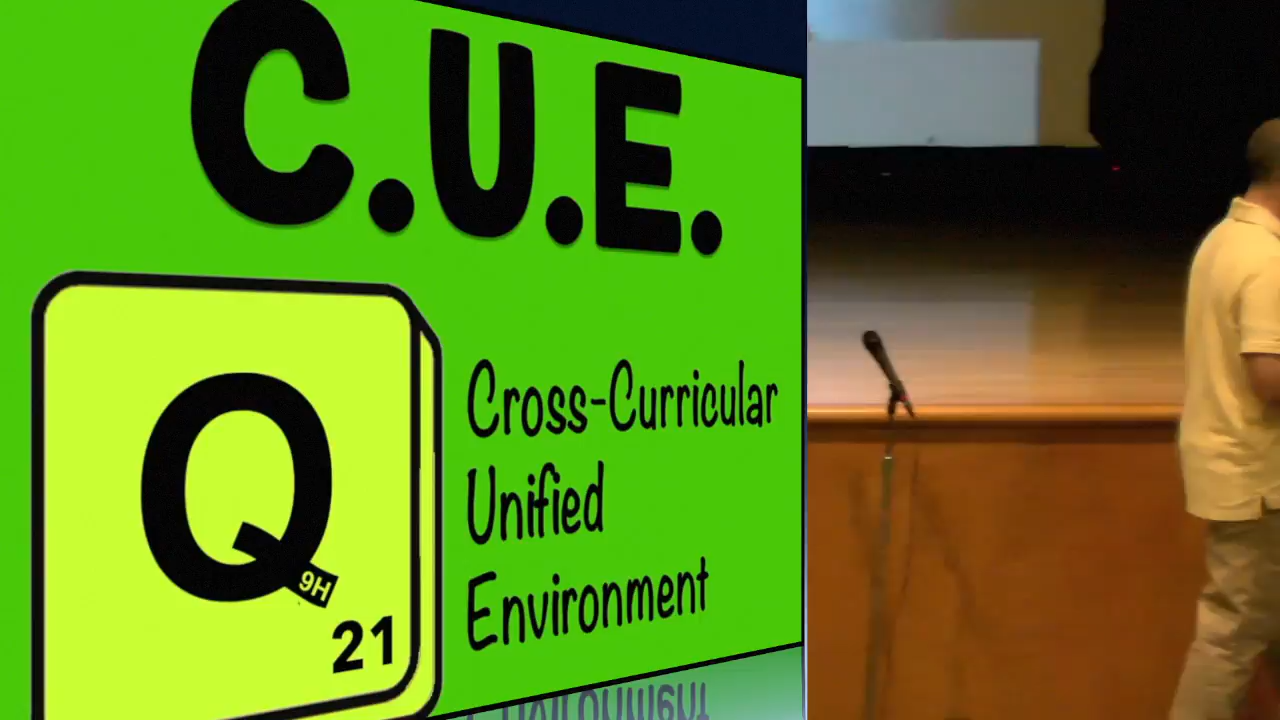 C.U.E.
Q
9H
21
Cross-Curricular
Unified
Environment